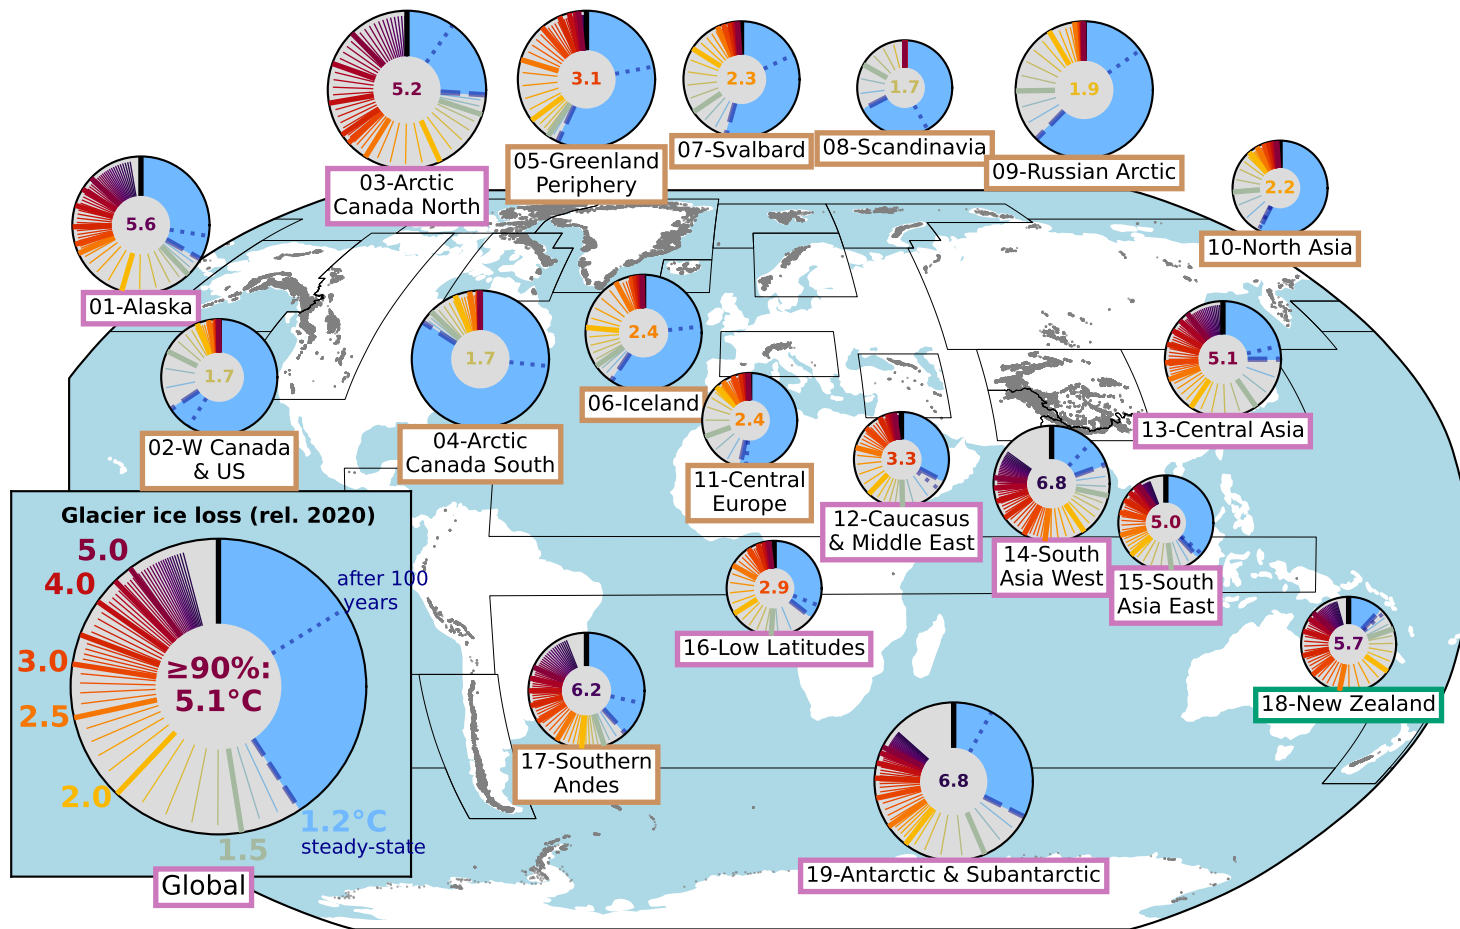 5.2
3.1
2.3
1.7
1.9
03-Arctic
Canada North
05-Greenland
Periphery
07-Svalbard
08-Scandinavia
09-Russian Arctic
5.6
01-Alaska
2.2
10-North Asia
1.7
02-W Canada
& US
1.7
04-Arctic
Canada South
2.4
06-Iceland
2.4
11-Central
Europe
5.1
13-Central Asia
3.3
12-Caucasus
& Middle East
6.8
14-South
Asia West
5.0
15-South
Asia East
2.9
16-Low Latitudes
6.2
17-Southern
Andes
5.7
18-New Zealand
6.8
19-Antarctic & Subantarctic
Glacier ice loss (rel. 2020)
5.0
4.0
3.0
2.5
2.0
1.5
after 100
years
≥90%:
5.1°C
1.2°C
steady-state
Global